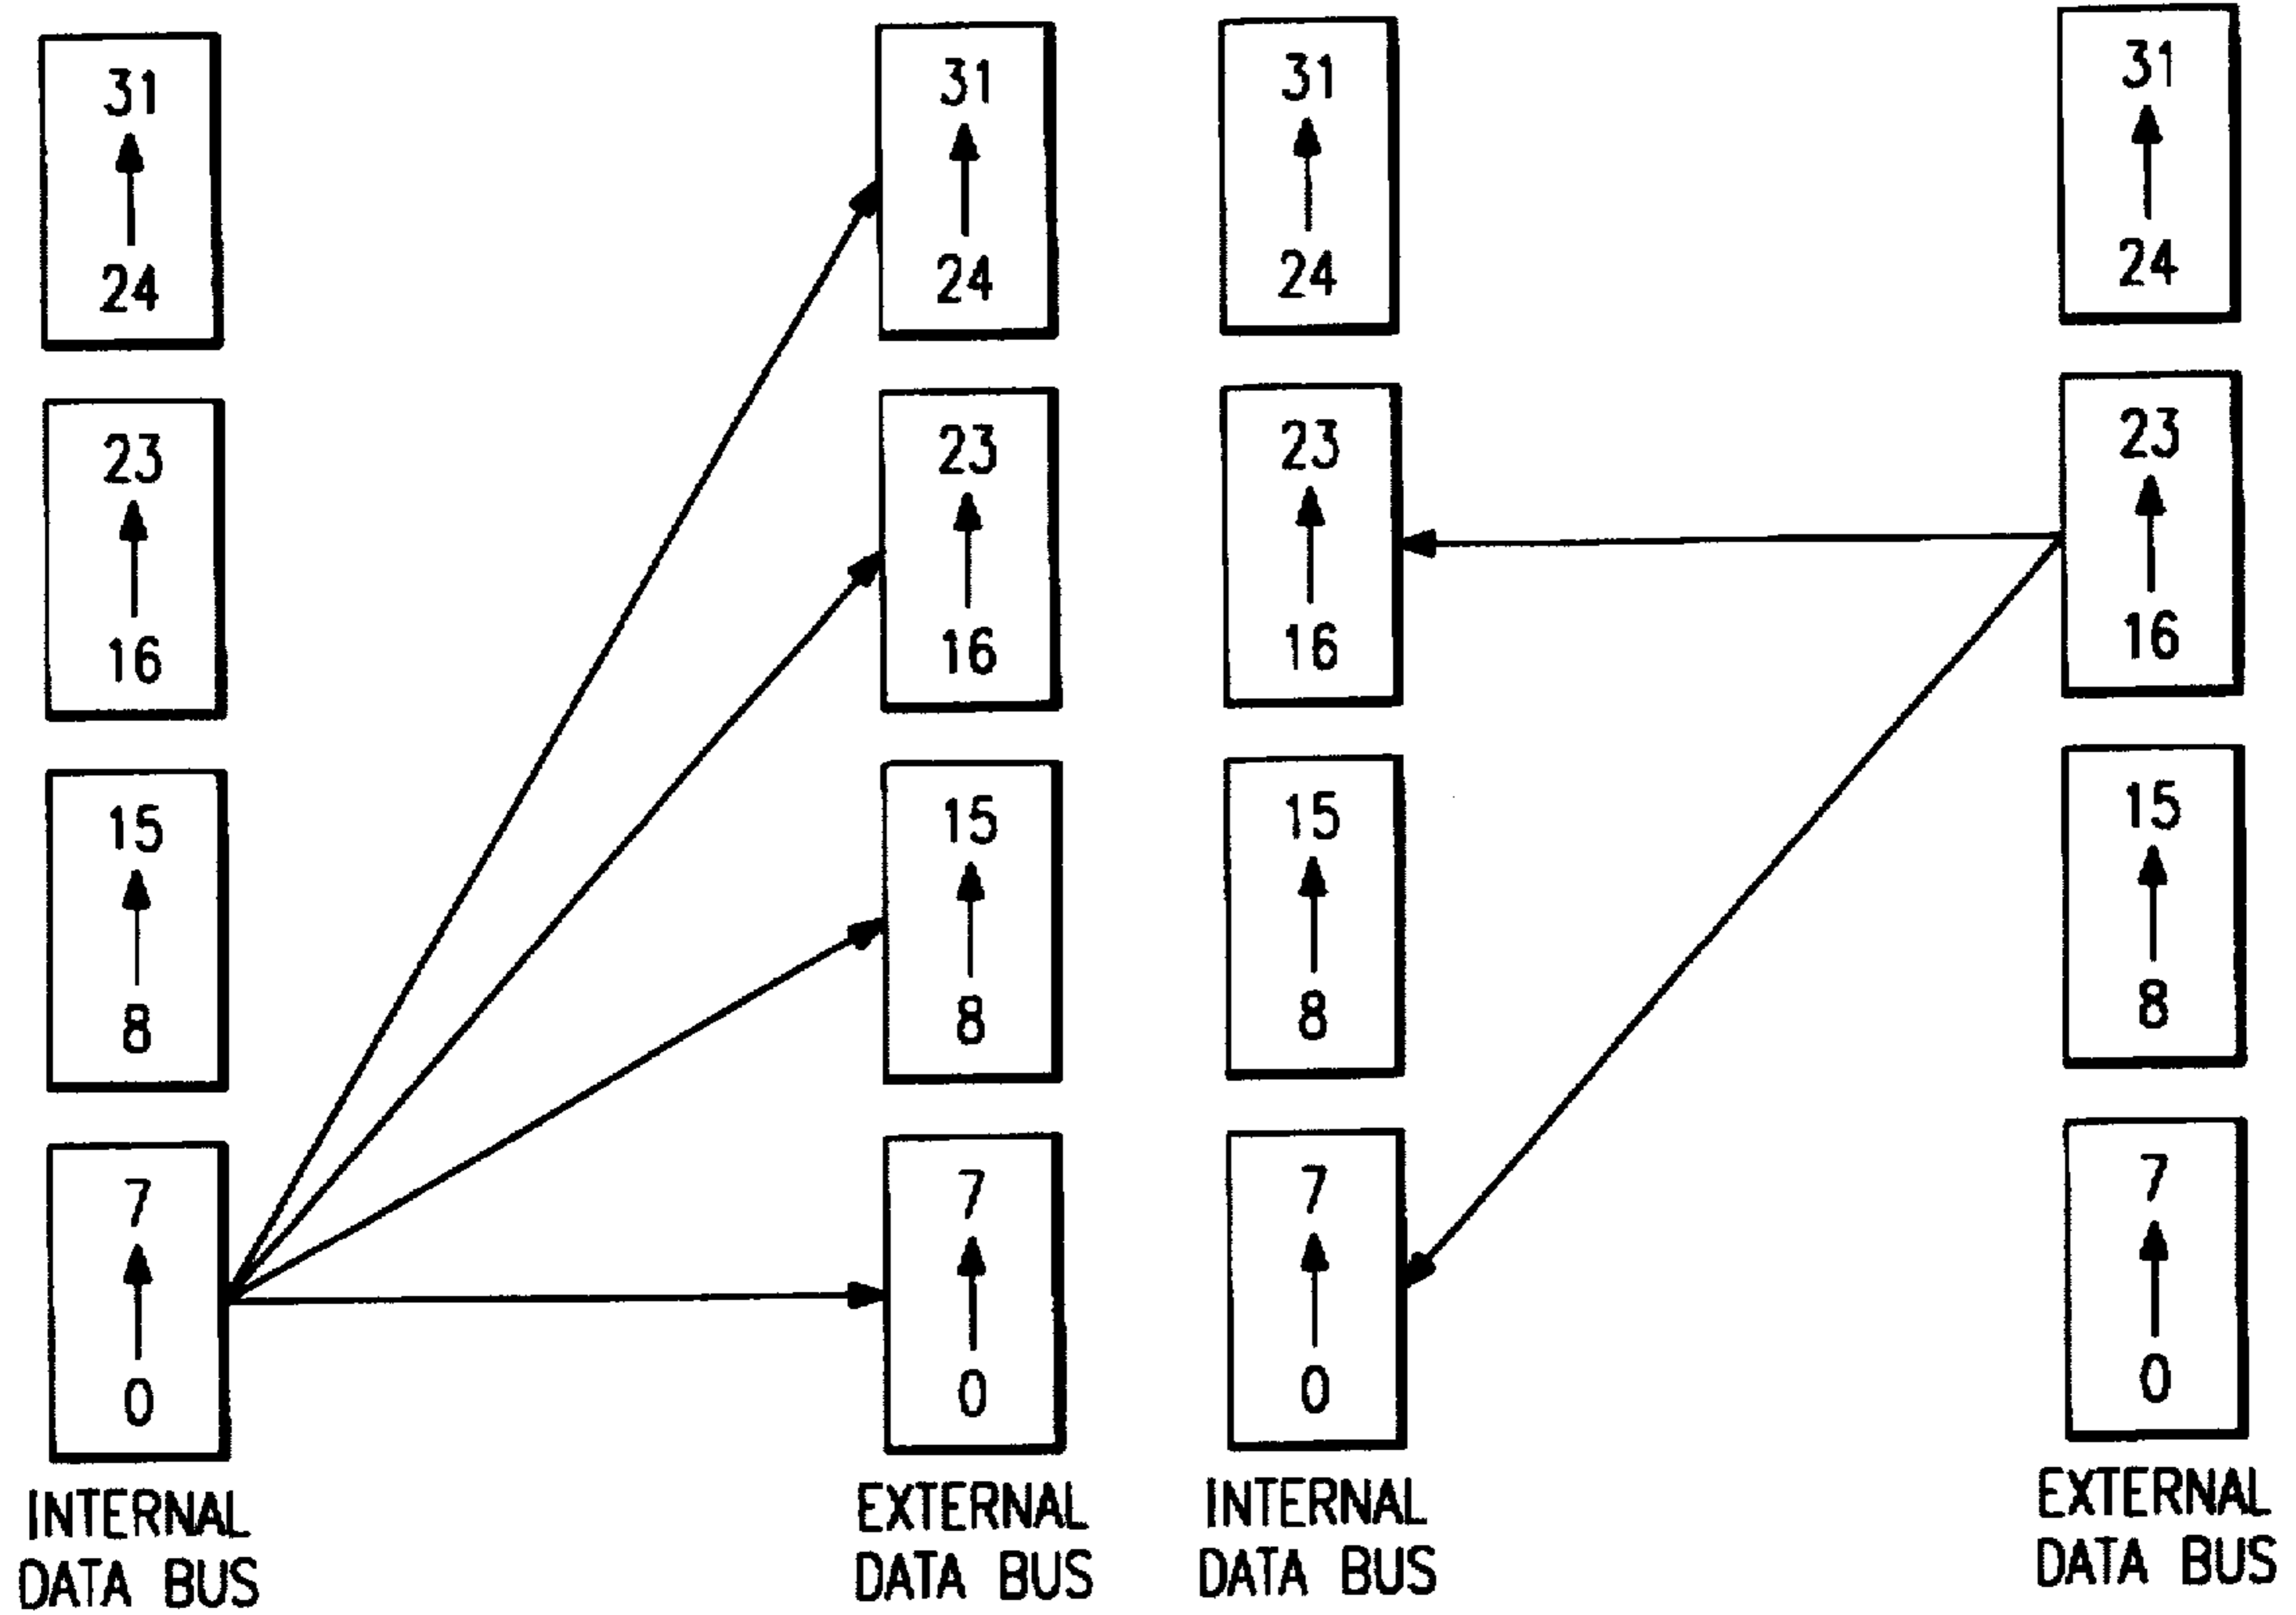 31 31 31 31
24 24 24 24
23 23 23 23
16 16 16 16
15 15 15 15
8 8 8 8
7 7 7 7
0 0 0 0
INTERNAL EXTERNAL INTERNAL EXTERNAL
DATA BUS DATA BUS DATA BUS DATA BUS